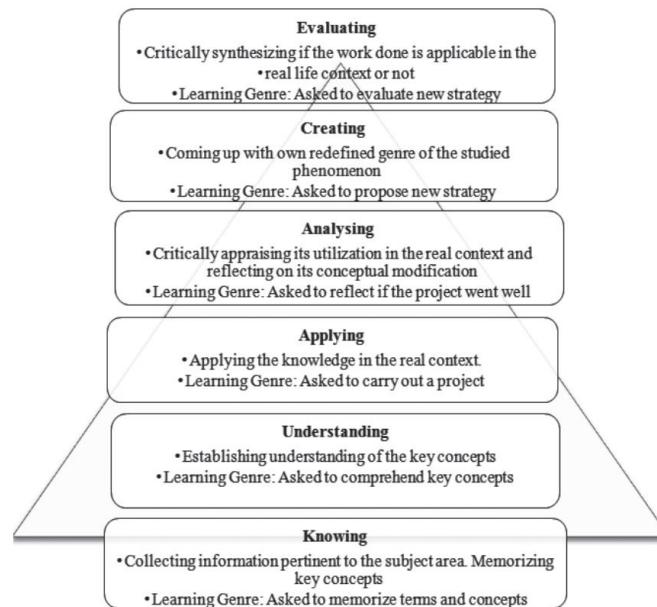 Evaluating
•Critically synthesizing if the work done is applicable in the
•real life context or not
•Learning Genre: Asked to evaluate new strategy
Creating
•Coming up with own redefined genre of the studied
phenomenon
•Learning Genre: Asked to propose new strategy
Analysing
•Critically appraising its utilization in the real context and
reflecting on its conceptual modification
•Learning Genre: Asked to reflect if the project went well
Applying
•Applying the knowledge in the real context.
•Learning Genre: Asked to carry out a project
Understanding
•Establishing understanding of the key concepts
•Learning Genre: Asked to comprehend key concepts
Knowing
•Collecting information pertinent to the subject area. Memorizing
key concepts
•Learning Genre: Asked to memorize terms and concepts